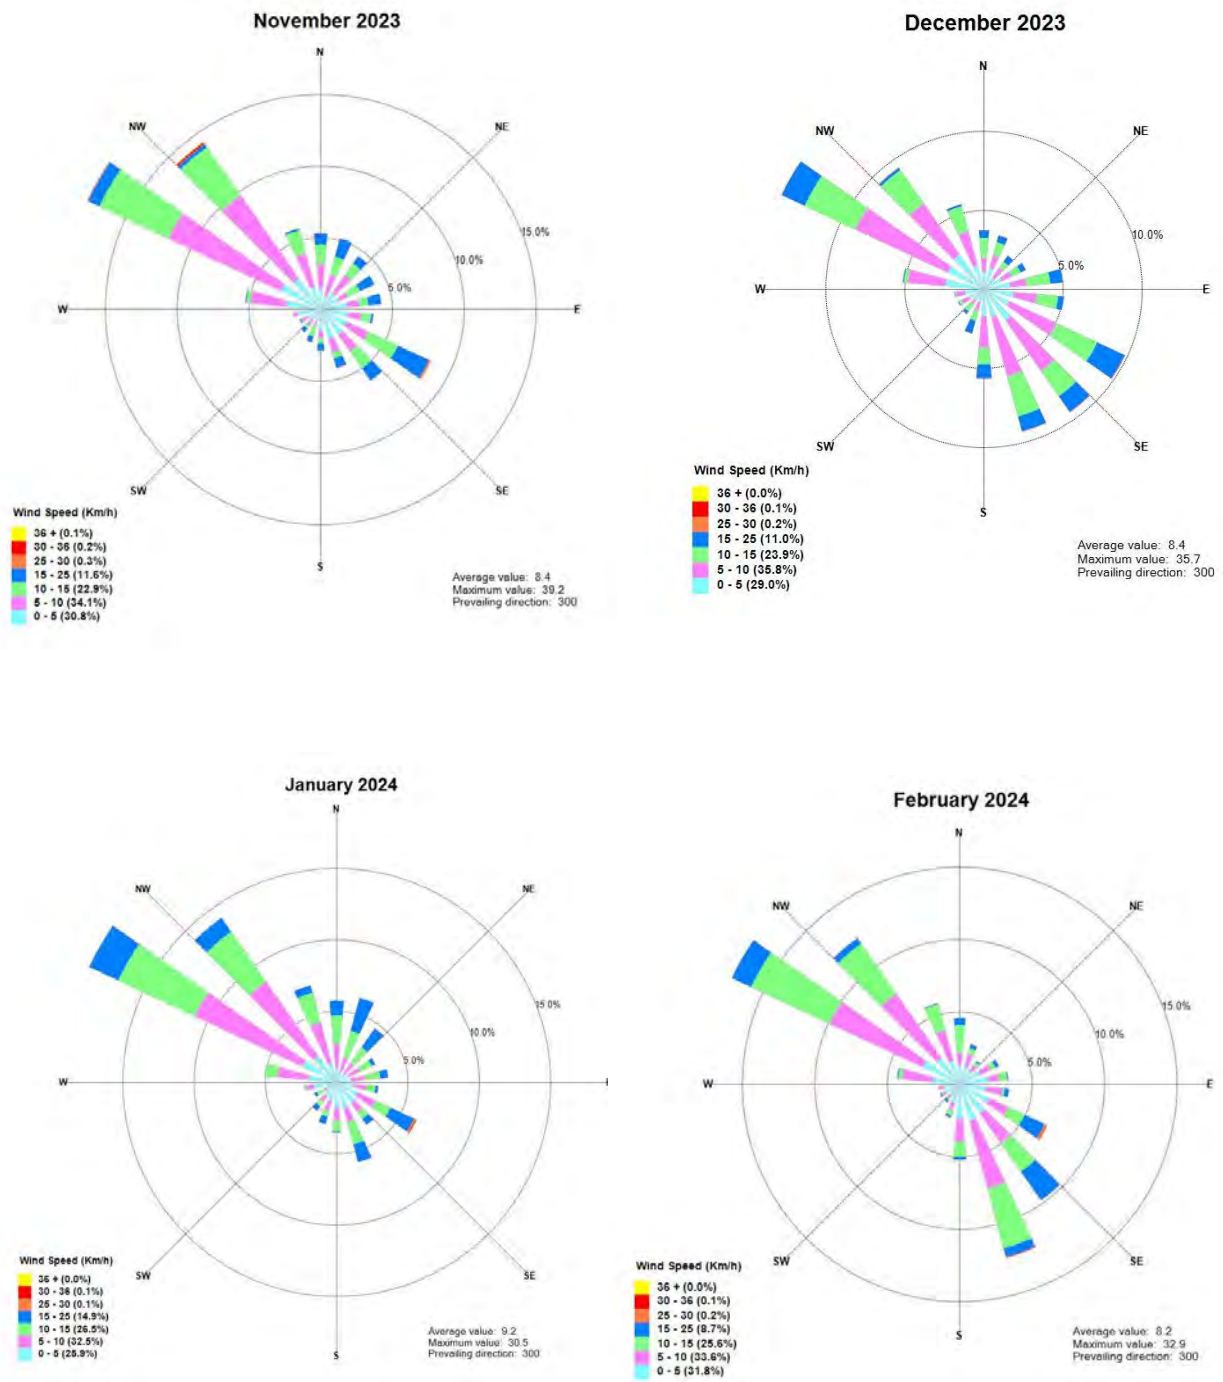 November 2023
N
NW
NE
15.0%
10.0%
5.0%
W
E
SW
SE
S
Wind Speed (Km/h)
36 + (0.1%)
30 - 36 (0.2%)
25 - 30 (0.3%)
15 - 25 (11.6%)
10 - 15 (22.9%)
5 - 10 (34.1%)
0 - 5 (30.8%)
Average value: 8.4
Maximum value: 39.2
Prevailing direction: 300
December 2023
N
NW
NE
10.0%
5.0%
W
E
SW
SE
S
Wind Speed (Km/h)
36 + (0.0%)
30 - 36 (0.1%)
25 - 30 (0.2%)
15 - 25 (11.0%)
10 - 15 (23.9%)
5 - 10 (35.8%)
0 - 5 (29.0%)
Average value: 8.4
Maximum value: 35.7
Prevailing direction: 300
January 2024
N
NW
NE
15.0%
10.0%
5.0%
W
SW
SE
S
Wind Speed (Km/h)
36 + (0.0%)
30 - 36 (0.1%)
25 - 30 (0.1%)
15 - 25 (14.9%)
10 - 15 (26.5%)
5 - 10 (32.5%)
0 - 5 (25.9%)
Average value: 9.2
Maximum value: 30.5
Prevailing direction: 300
February 2024
N
NW
NE
15.0%
10.0%
5.0%
W
E
SW
SE
S
Wind Speed (Km/h)
36 + (0.0%)
30 - 36 (0.1%)
25 - 30 (0.2%)
15 - 25 (8.7%)
10 - 15 (25.6%)
5 - 10 (33.6%)
0 - 5 (31.8%)
Average value: 8.2
Maximum value: 32.9
Prevailing direction: 300